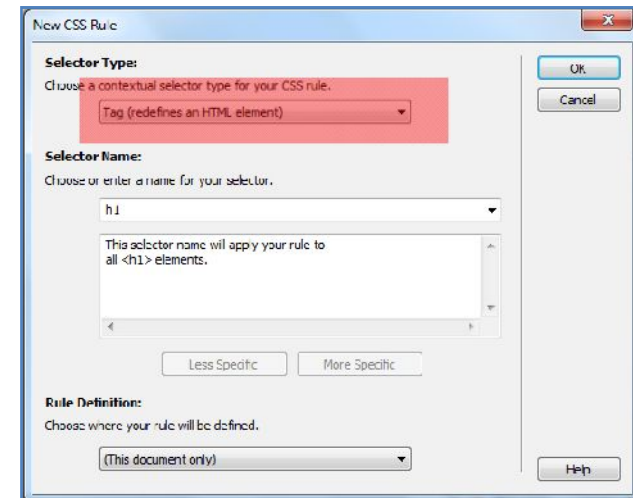 New CSS Rule
Selector Type:
OK
Choose a contextual selector type for your CSS rule.
Cancel
Tag (redefines an HTML element)
Selector Name:
Choose or enter a name for your selector.
h1
This selector name will apply your rule to
all <h1> elements.
Less Specific
More Specific
Rule Definition:
Choose where your rule will be defined.
(This document only)
Help